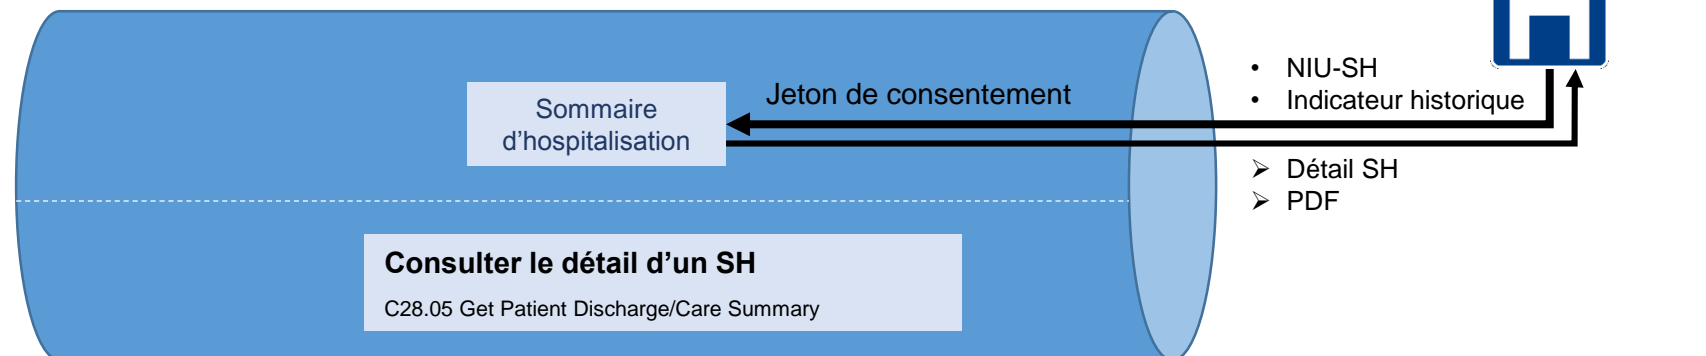 • NIU-SH
• Indicateur historique
Jeton de consentement
Sommaire
d’hospitalisation
➢ Détail SH
➢ PDF
Consulter le détail d’un SH
C28.05 Get Patient Discharge/Care Summary